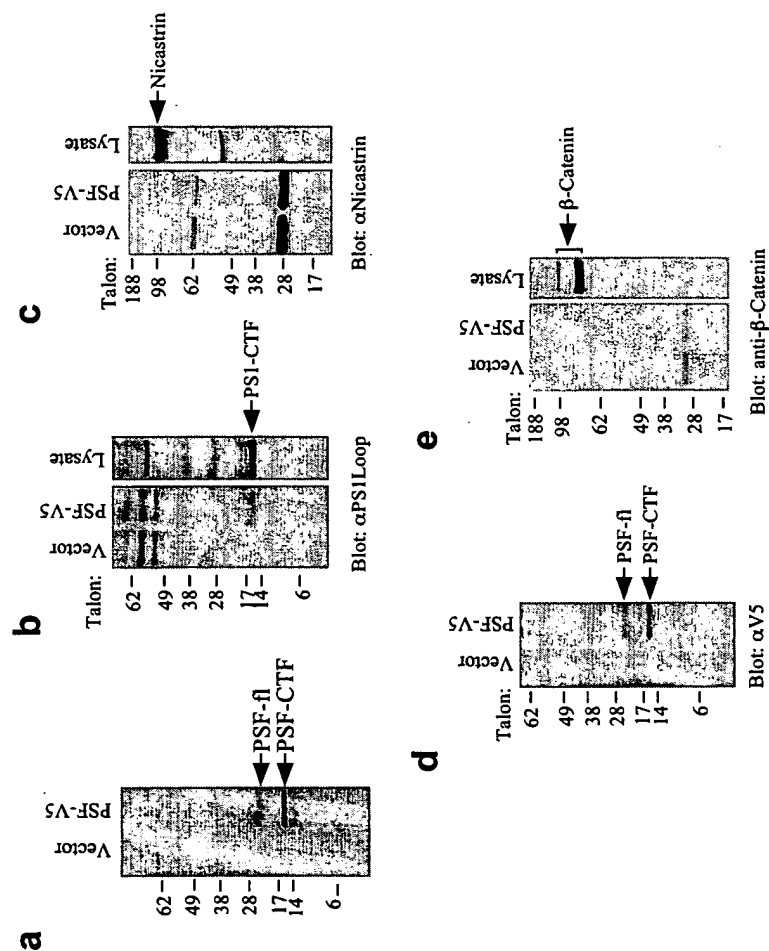 a
Vector
PSF-V5
62
49
38
28
17
14
6
PSF-fl
PSF-CTF
b
Talon:
Vector
PSF-V5
Lysate
62
49
38
28
17
14
6
PS1-CTF
Blot: αPS1Loop
c
Talon:
Vector
PSF-V5
Lysate
188
98
62
49
38
28
17
Nicastrin
Blot: αNicastrin
d
Talon:
Vector
PSF-V5
62
49
38
28
17
14
6
PSF-fl
PSF-CTF
Blot: αV5
e
Talon:
Vector
PSF-V5
Lysate
188
98
62
49
38
28
17
β-Catenin
Blot: anti-β-Catenin